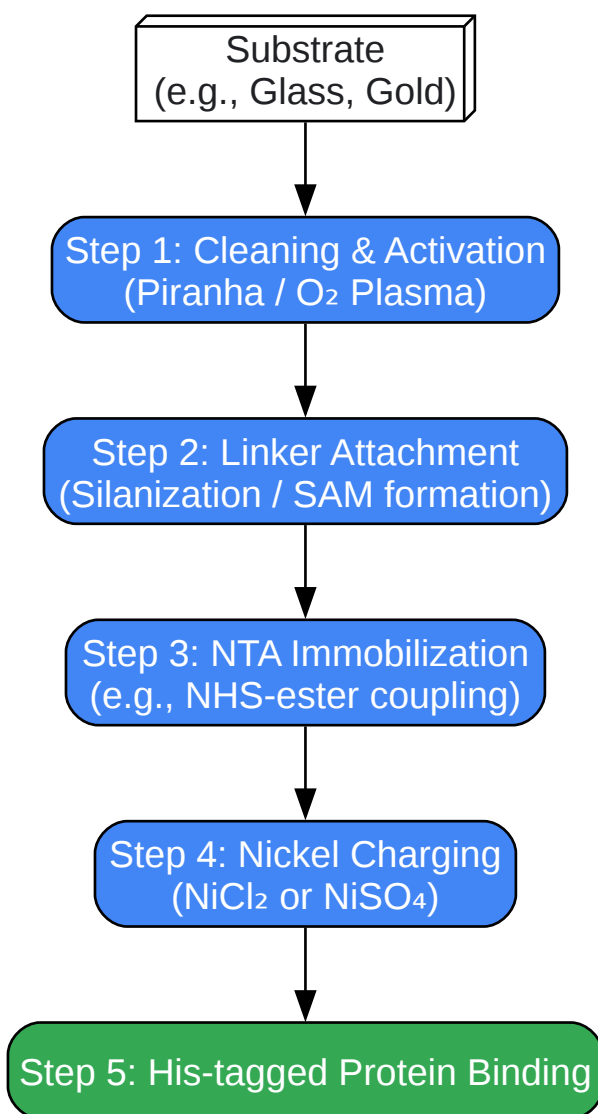 Substrate
(e.g., Glass, Gold)
Step 1: Cleaning & Activation
(Piranha / O₂ Plasma)
Step 2: Linker Attachment
(Silanization / SAM formation)
Step 3: NTA Immobilization
(e.g., NHS-ester coupling)
Step 4: Nickel Charging
(NiCl₂ or NiSO₄)
Step 5: His-tagged Protein Binding